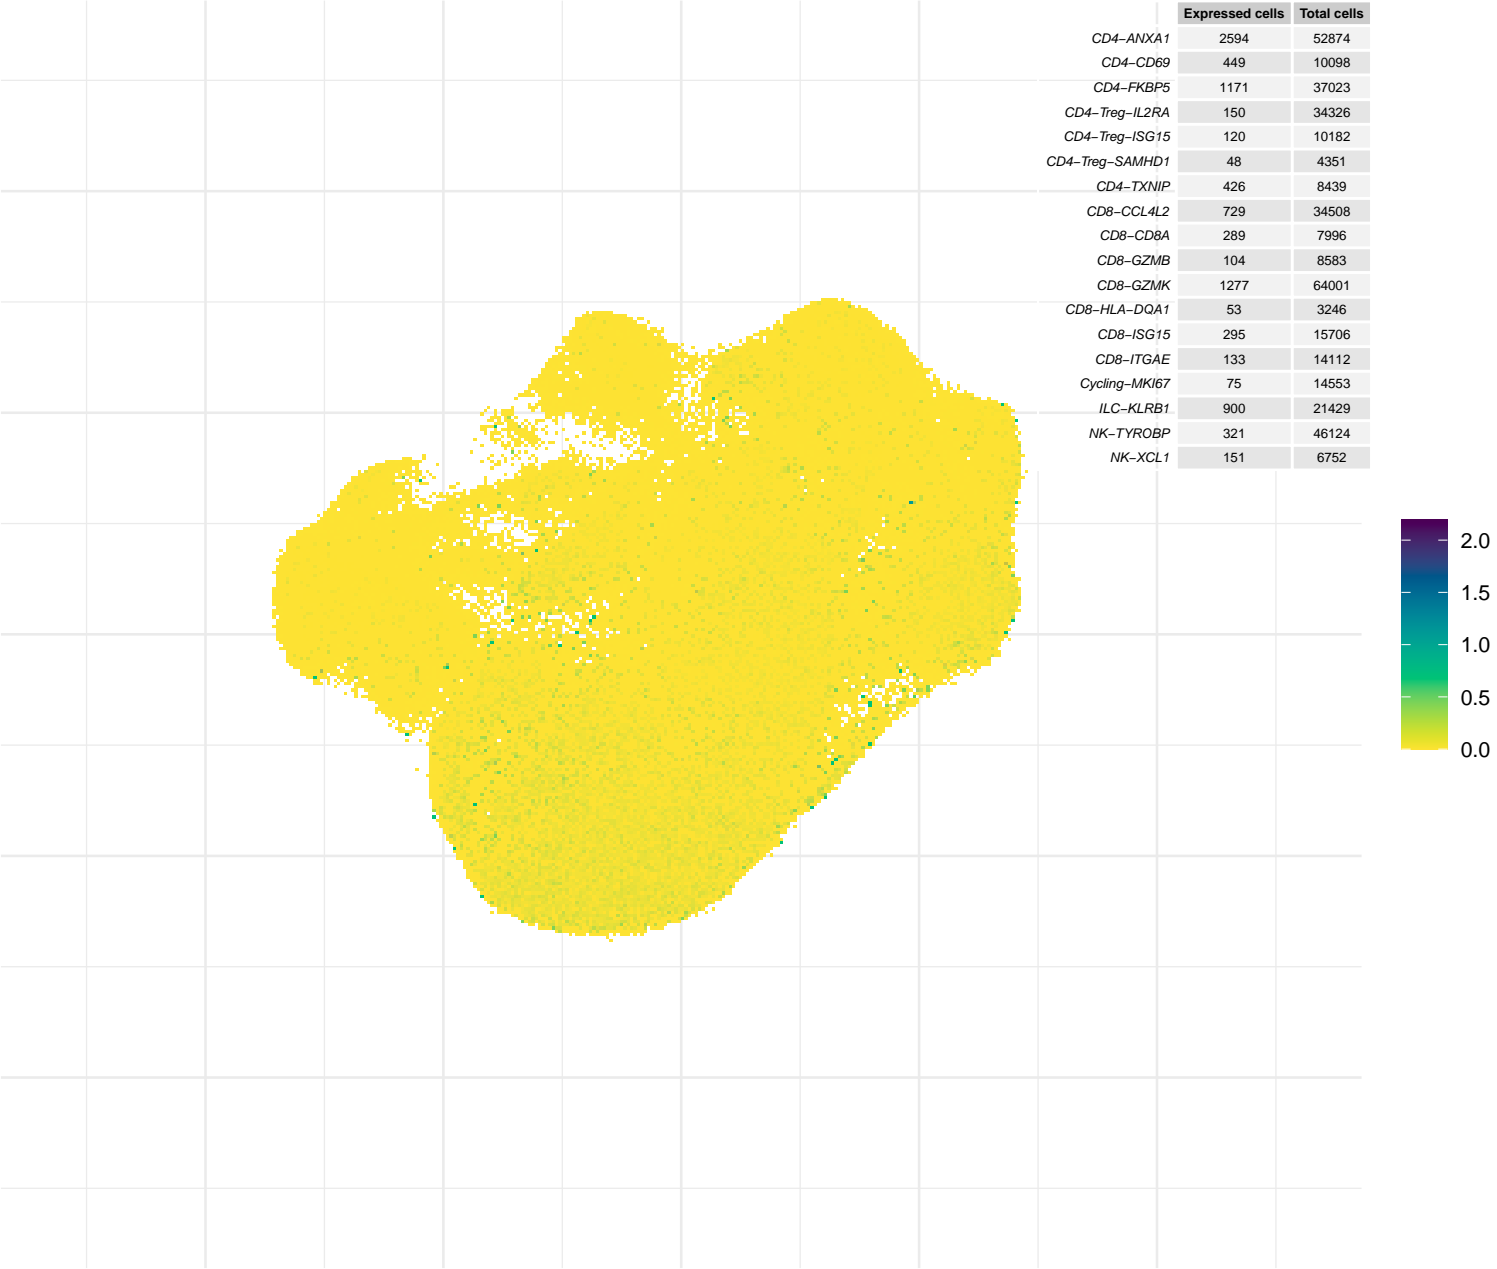 Expressed cells Total cells
CD4−ANXA1 2594 52874
CD4−CD69 449 10098
CD4−FKBP5 1171 37023
CD4−Treg−IL2RA 150 34326
CD4−Treg−ISG15 120 10182
CD4−Treg−SAMHD1 48 4351
CD4−TXNIP 426 8439
CD8−CCL4L2 729 34508
CD8−CD8A 289 7996
CD8−GZMB 104 8583
CD8−GZMK 1277 64001
CD8−HLA−DQA1 53 3246
CD8−ISG15 295 15706
CD8−ITGAE 133 14112
Cycling−MKI67 75 14553
ILC−KLRB1 900 21429
NK−TYROBP 321 46124
NK−XCL1 151 6752
2.0
1.5
1.0
0.5
0.0